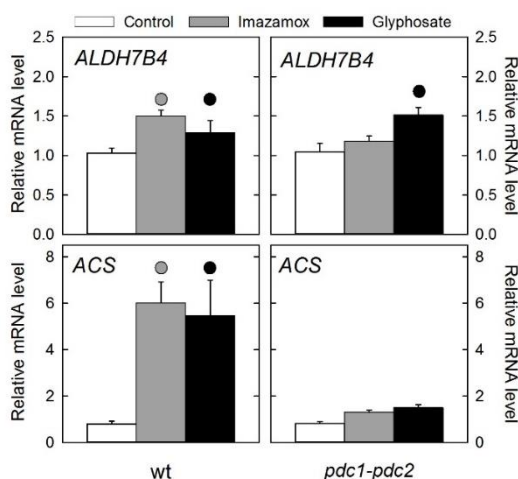 Control Imazamox Glyphosate
Relative mRNA level
2.5
2.0
1.5
1.0
0.5
0.0
ALDH7B4
ALDH7B4
2.5
2.0
1.5
1.0
0.5
0.0
Relative mRNA level
Relative mRNA level
8
6
4
2
0
ACS
ACS
8
6
4
2
0
Relative mRNA level
wt
pdc1-pdc2